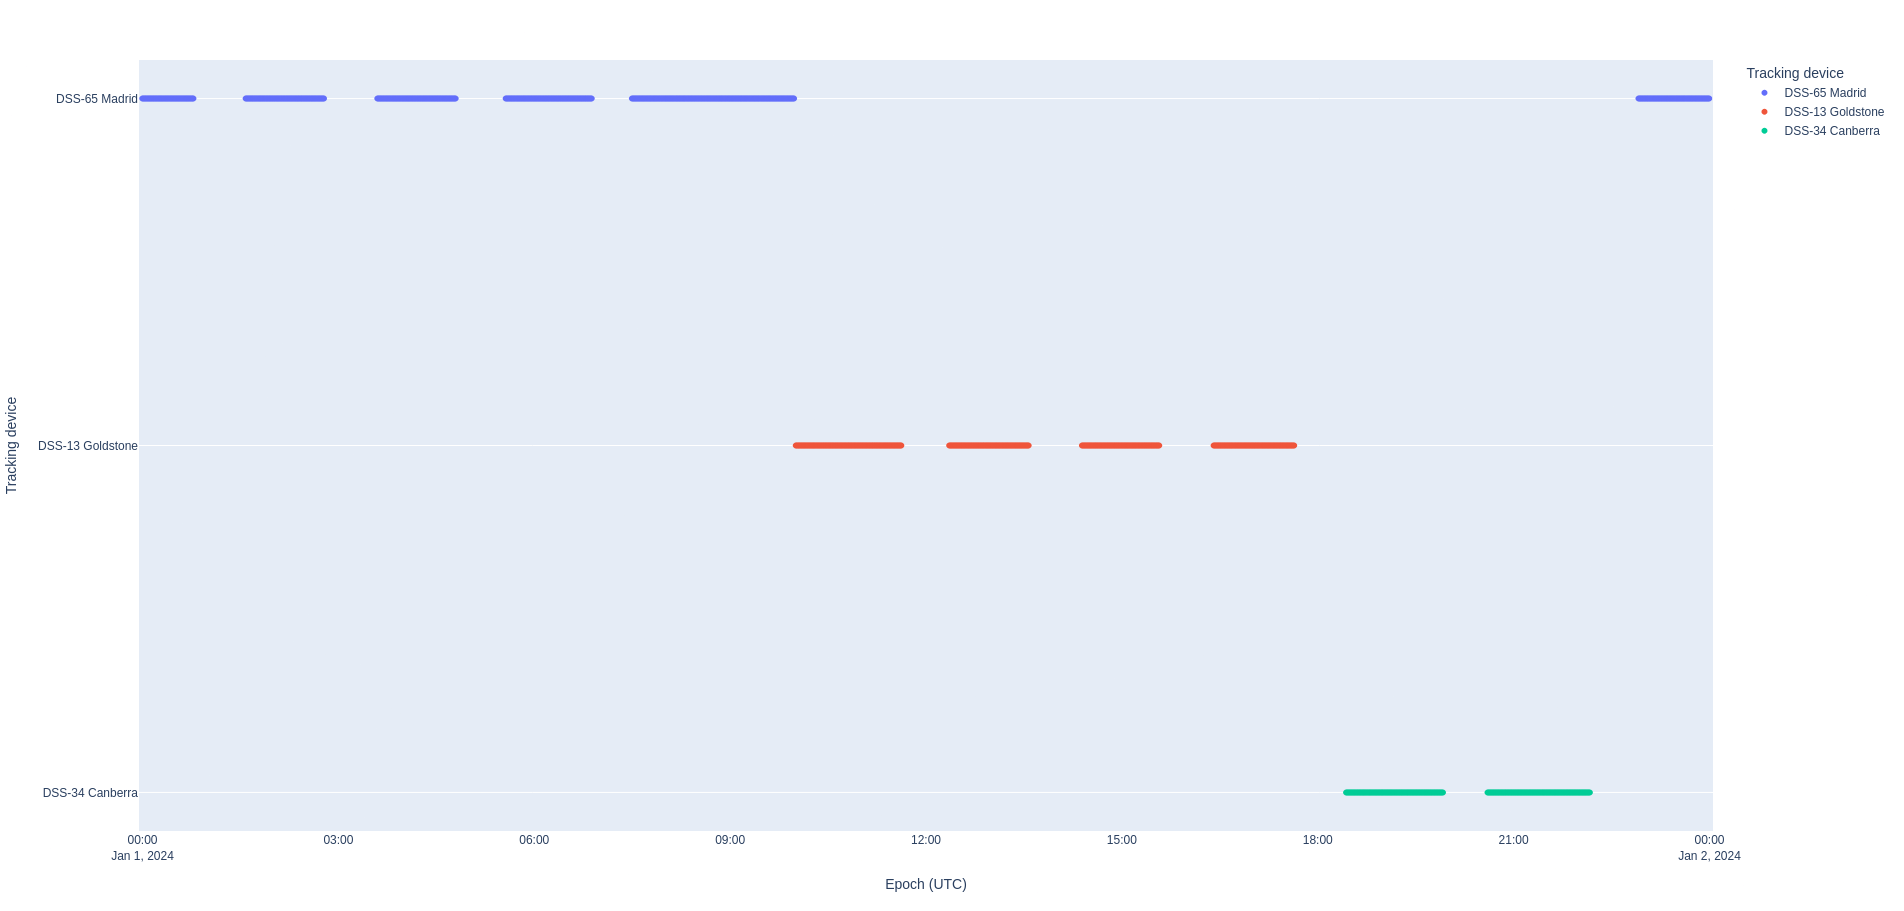 Tracking device
DSS-65 Madrid
DSS-13 Goldstone
DSS-34 Canberra
00:00
Jan 1, 2024
03:00
06:00
09:00
12:00
15:00
18:00
21:00
00:00
Jan 2, 2024
Epoch (UTC)
Tracking device
DSS-65 Madrid
DSS-13 Goldstone
DSS-34 Canberra